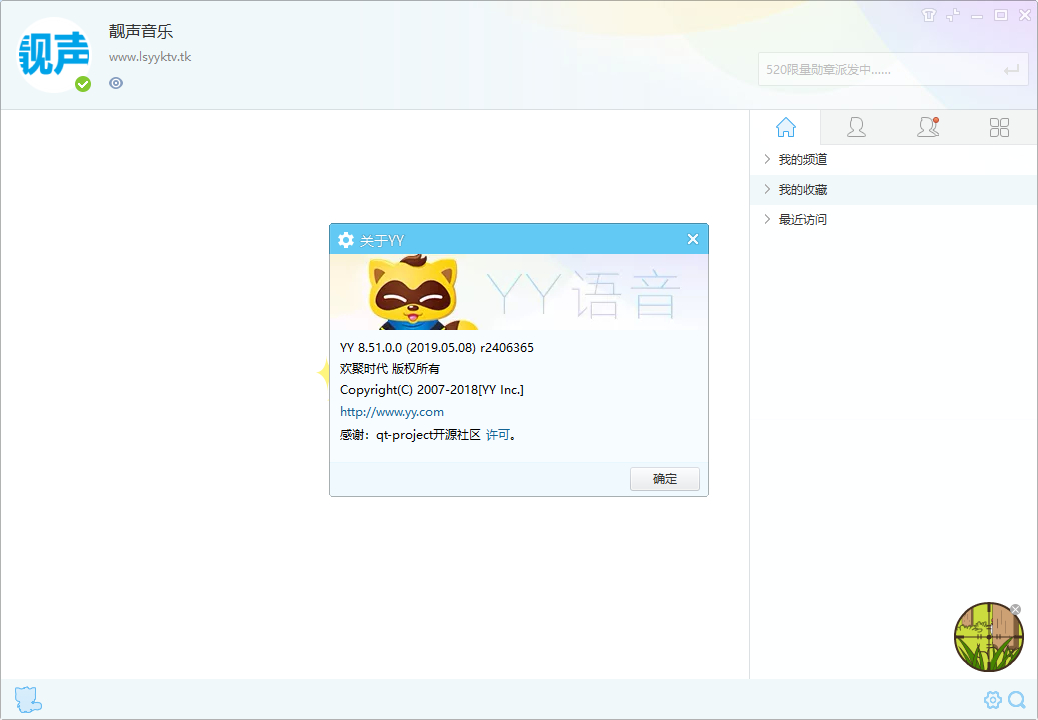 靓声
靓声音乐
www.lsyyktv.tk
520限量勋章派发中......
我的频道
我的收藏
最近访问
关于YY
YY 语音
YY 8.51.0.0 (2019.05.08) r2406365
欢聚时代 版权所有
Copyright(C) 2007-2018[YY Inc.]
http://www.yy.com
感谢：qt-project开源社区 许可。
确定